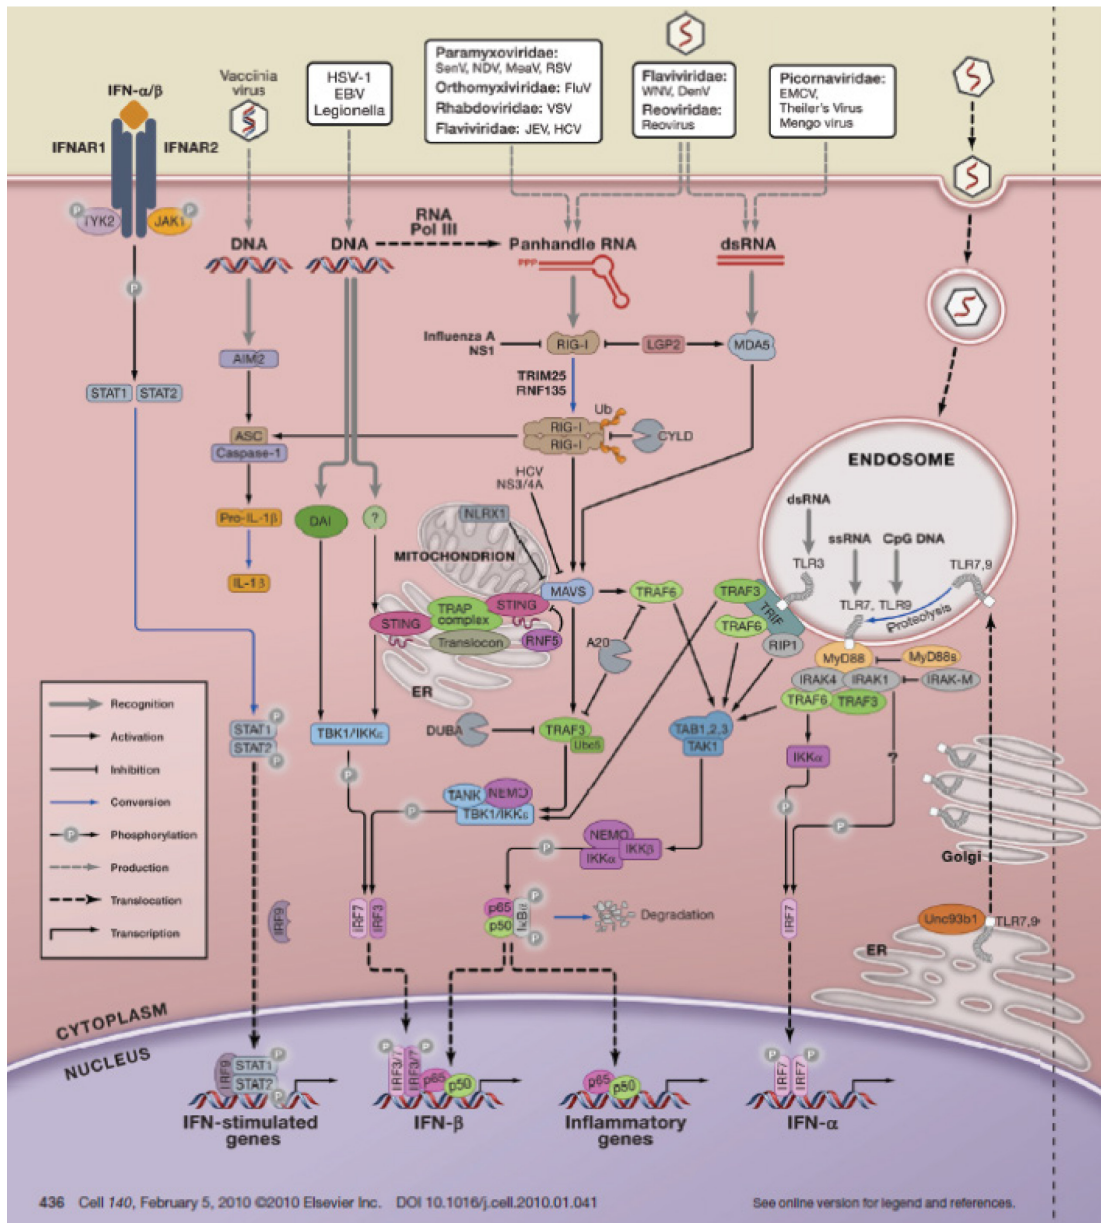 IFN-α/β
IFNAR1
IFNAR2
TYK2
P
JAK1
P
P
STAT1
STAT2
Vaccinia
virus
DNA
AIM2
ASC
Caspase-1
Pro-IL-1β
IL-1β
HSV-1
EBV
Legionella
DNA
RNA
Pol III
DAI
?
Paramyxoviridae:
SenV, NDV, MeaV, RSV
Orthomyxiviridae: FluV
Rhabdoviridae: VSV
Flaviviridae: JEV, HCV
Flaviviridae:
WNV, DenV
Reoviridae:
Reovirus
Picornaviridae:
EMCV,
Theiler's Virus
Mengo virus
Panhandle RNA
PPP
dsRNA
Influenza A
NS1
RIG-I
LGP2
MDA5
TRIM25
RNF135
Ub
RIG-I
RIG-I
CYLD
HCV
NS3/4A
NLRX1
MITOCHONDRION
MAVS
STING
TRAP
complex
STING
Translocon
RNF5
ER
A20
TRAF6
DUBA
TRAF3
Ubc5
TRAF3
TRIF
TRAF6
RIP1
ENDOSOME
dsRNA
TLR3
ssRNA
CpG DNA
TLR7, TLR9
TLR7,9
Proteolysis
MyD88
MyD88s
IRAK4
IRAK1
IRAK-M
TRAF6
TRAF3
TAB1,2,3
TAK1
IKKα
?
P
P
TBK1/IKKε
P
TANK
NEMO
TBK1/IKKε
P
NEMO
IKKα
IKKβ
P
STAT1
STAT2
P
P
IRF9
IRF7
IRF3
p65
p50
IκBα
P
P
Degradation
IRF7
Golgi
Unc93b1
TLR7,9
ER
Recognition
Activation
Inhibition
Conversion
P
Phosphorylation
Production
Translocation
Transcription
CYTOPLASM
NUCLEUS
IRF9
STAT1
STAT2
P
P
IFN-stimulated
genes
P
P
IRF3/7
IRF3/7
p65
p50
IFN-β
p65
p50
Inflammatory
genes
P
P
IRF7
IRF7
IFN-α
436 Cell 140, February 5, 2010 ©2010 Elsevier Inc. DOI 10.1016/j.cell.2010.01.041
See online version for legend and references.